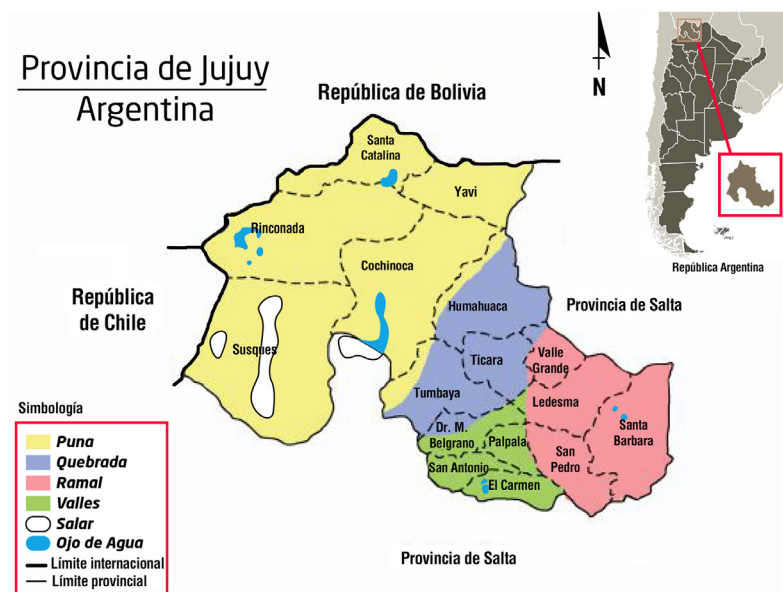 Provincia de Jujuy
Argentina
República de Bolivia
N
República Argentina
República
de Chile
Provincia de Salta
Provincia de Salta
Santa
Catalina
Yavi
Rinconada
Cochinoca
Susques
Humahuaca
Ticara
Tumbaya
Valle
Grande
Ledesma
Santa
Barbara
San
Pedro
Dr. M.
Belgrano
Palpala
San Antonio
El Carmen
Simbología
Puna
Quebrada
Ramal
Valles
Salar
Ojo de Agua
Límite internacional
Límite provincial